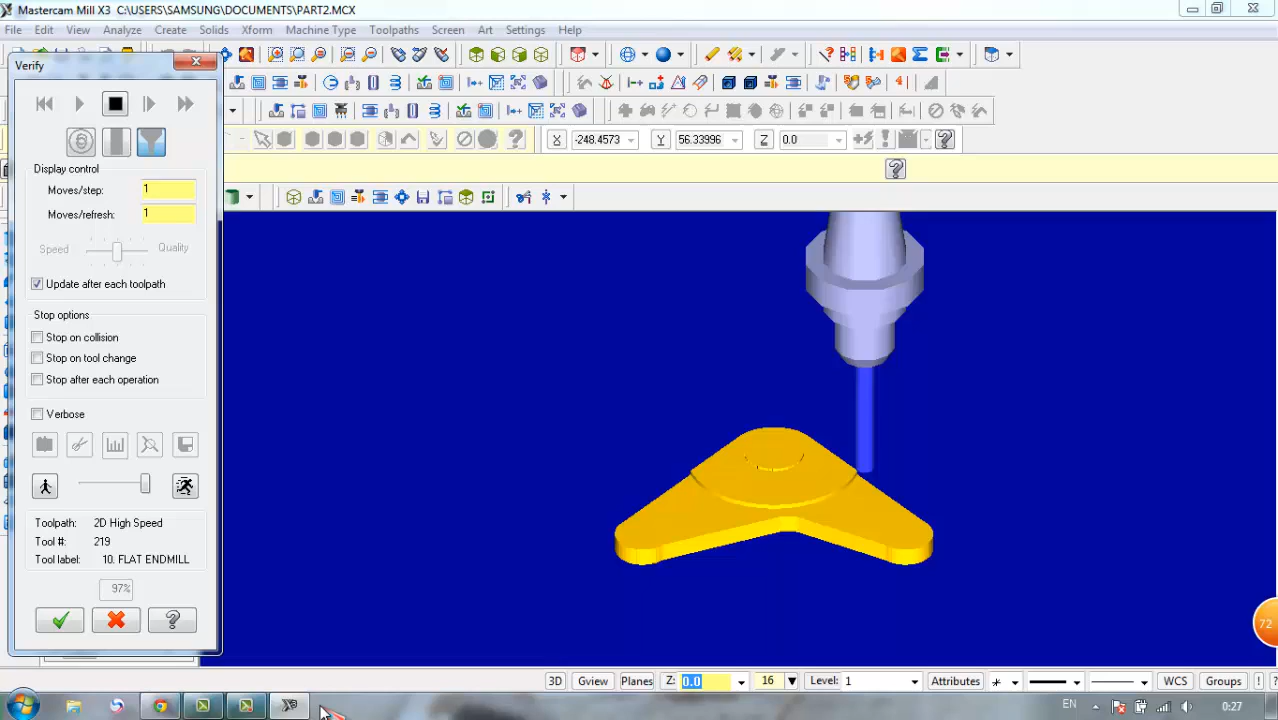 Mastercam Mill X3 C:\USERS\SAMSUNG\DOCUMENTS\PART2.MCX
File Edit View Analyze Create Solids Xform Machine Type Toolpaths Screen Art Settings Help
Verify
X -248.4573 Y 56.33996 Z 0.0
Display control
Moves/step: 1
Moves/refresh: 1
Speed Quality
Update after each toolpath
Stop options
Stop on collision
Stop on tool change
Stop after each operation
Verbose
Toolpath: 2D High Speed
Tool #: 219
Tool label: 10. FLAT ENDMILL
97%
72
3D Gview Planes Z: 0.0 16 Level: 1 Attributes WCS Groups ! ?
EN 0:27